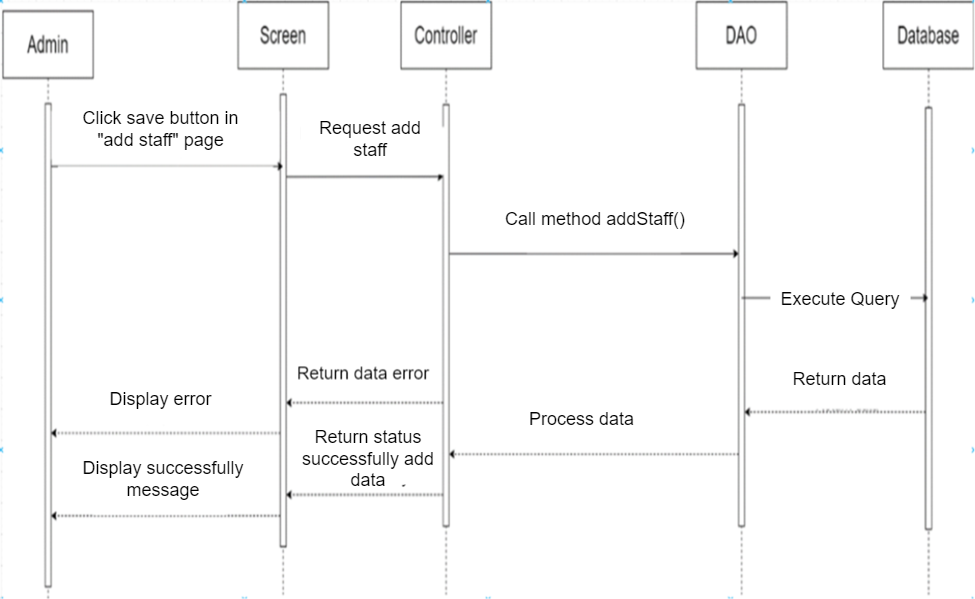 Admin
Screen
Controller
DAO
Database
Click save button in
"add staff" page
Request add
staff
Call method addStaff()
Execute Query
Return data error
Return data
Display error
Process data
Return status
successfully add
data
Display successfully
message